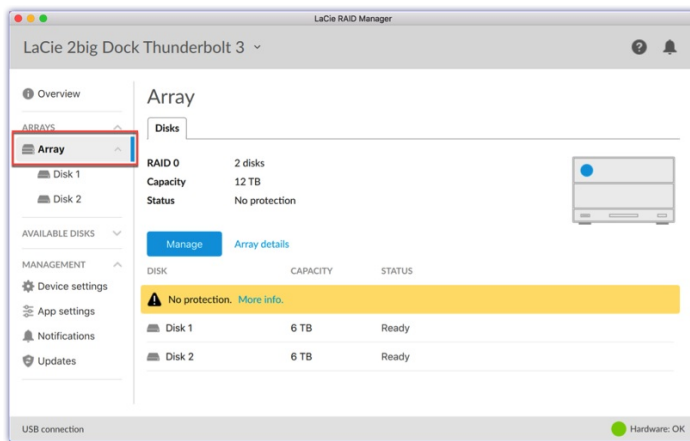 LaCie RAID Manager
LaCie 2big Dock Thunderbolt 3
Overview
ARRAYS
Array
Disk 1
Disk 2
AVAILABLE DISKS
MANAGEMENT
Device settings
App settings
Notifications
Updates
Array
Disks
RAID 0 2 disks
Capacity 12 TB
Status No protection
Manage Array details
DISK CAPACITY STATUS
No protection. More info.
Disk 1 6 TB Ready
Disk 2 6 TB Ready
USB connection Hardware: OK